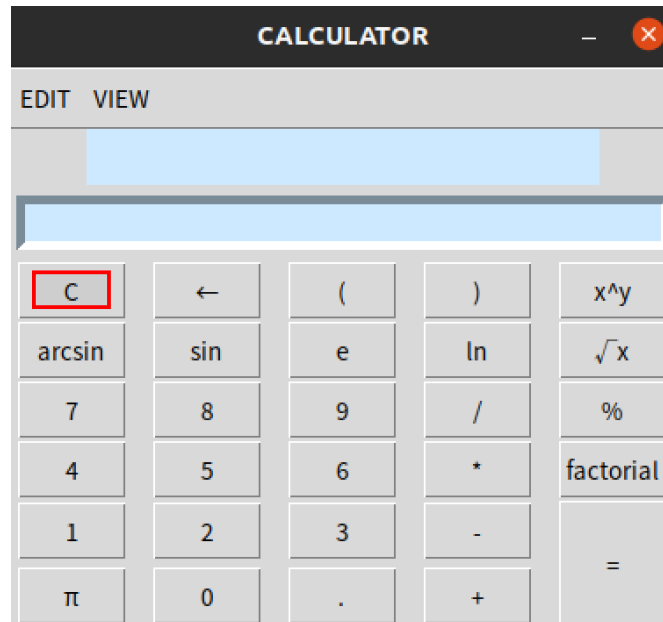 CALCULATOR
EDIT VIEW
C ← ( ) x^y
arcsin sin e ln √x
7 8 9 / %
4 5 6 * factorial
1 2 3 -
=
π 0 . +